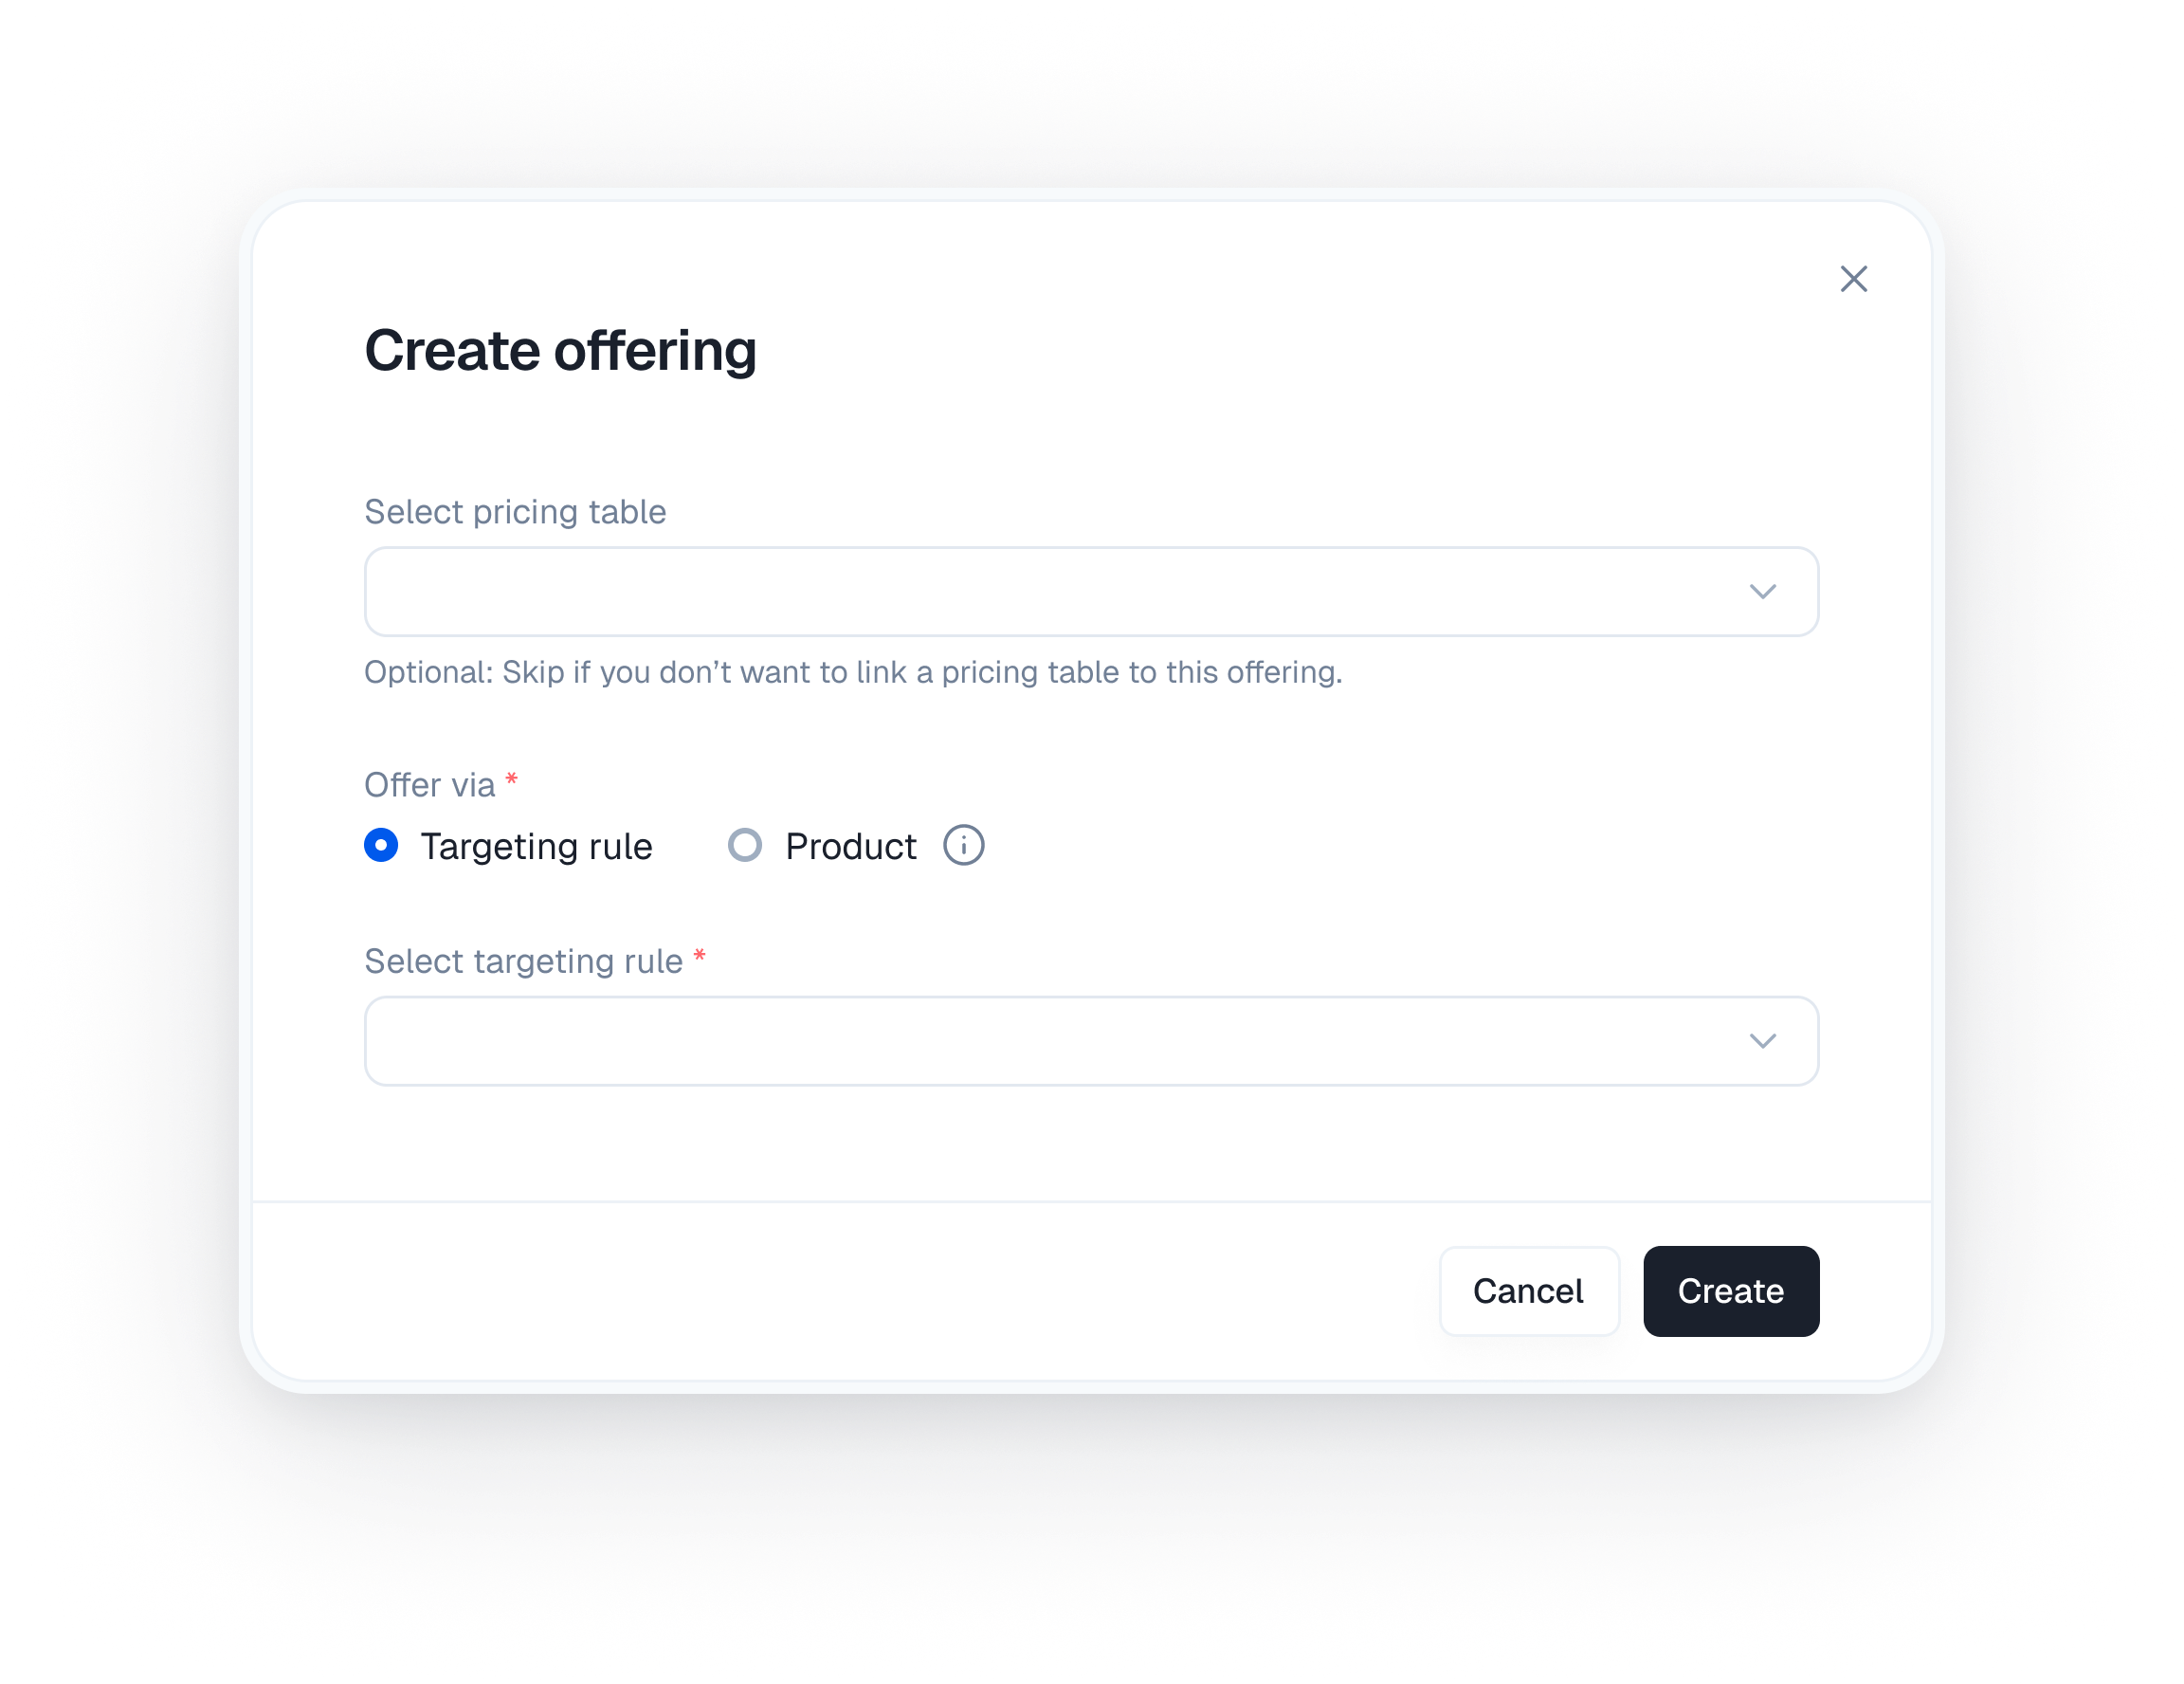 Create offering
Select pricing table
Optional: Skip if you don’t want to link a pricing table to this offering.
Offer via *
Targeting rule Product
Select targeting rule *
Cancel Create